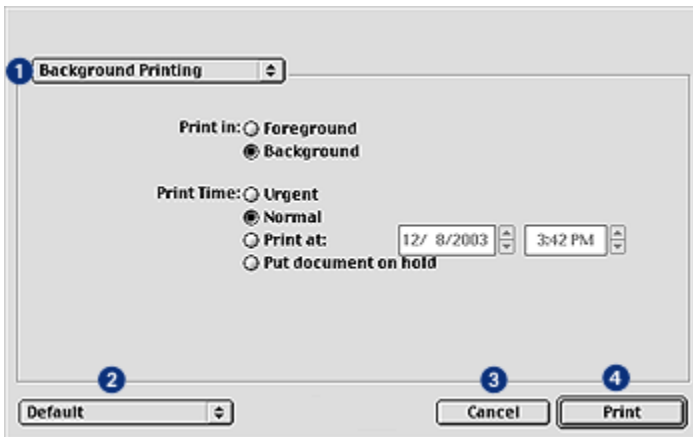 1 Background Printing
Print in: Foreground
Background
Print Time: Urgent
Normal
Print at: 12/ 8/2003 3:42 PM
Put document on hold
2 3 4
Default Cancel Print